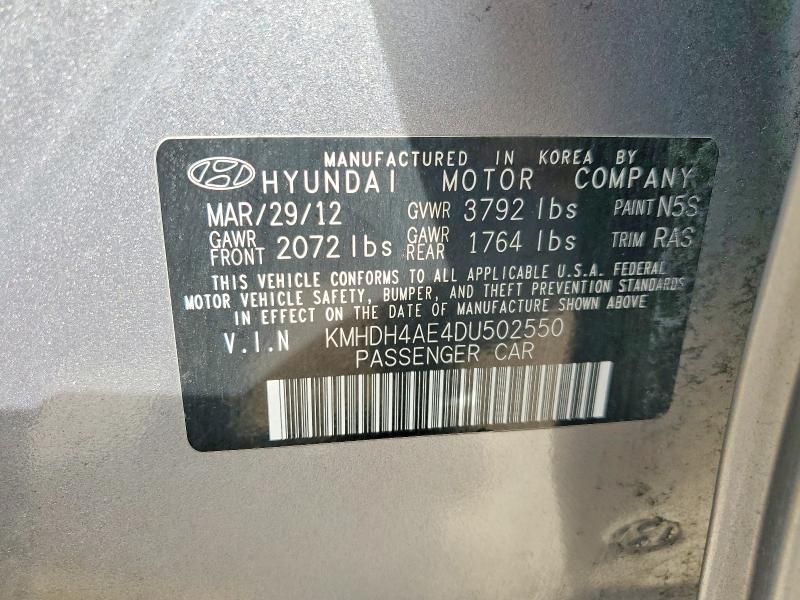 MANUFACTURED IN KOREA BY
HYUNDAI MOTOR COMPANY
MAR/29/12 GVWR 3792 lbs PAINT N5S
GAWR FRONT 2072 lbs GAWR REAR 1764 lbs TRIM RAS
THIS VEHICLE CONFORMS TO ALL APPLICABLE U.S.A. FEDERAL
MOTOR VEHICLE SAFETY, BUMPER, AND THEFT PREVENTION STANDARDS
IN EFFECT ON THE DATE OF MANUFACTURE SHOWN ABOVE
V.I.N KMHDH4AE4DU502550
PASSENGER CAR